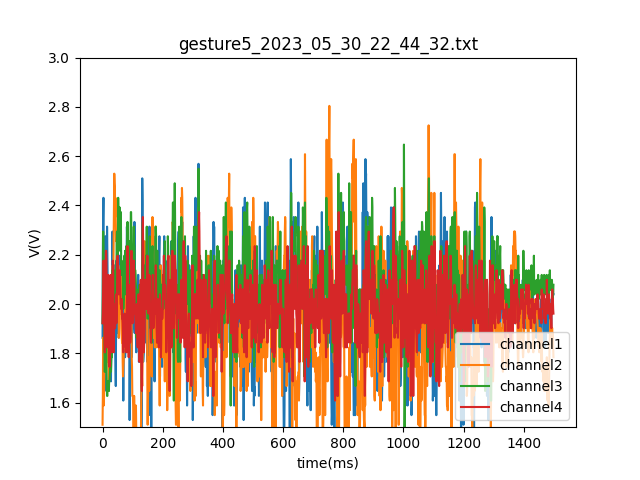 gesture5_2023_05_30_22_44_32.txt
3.0
2.8
2.6
2.4
2.2
2.0
1.8
1.6
V(V)
0 200 400 600 800 1000 1200 1400
time(ms)
channel1
channel2
channel3
channel4